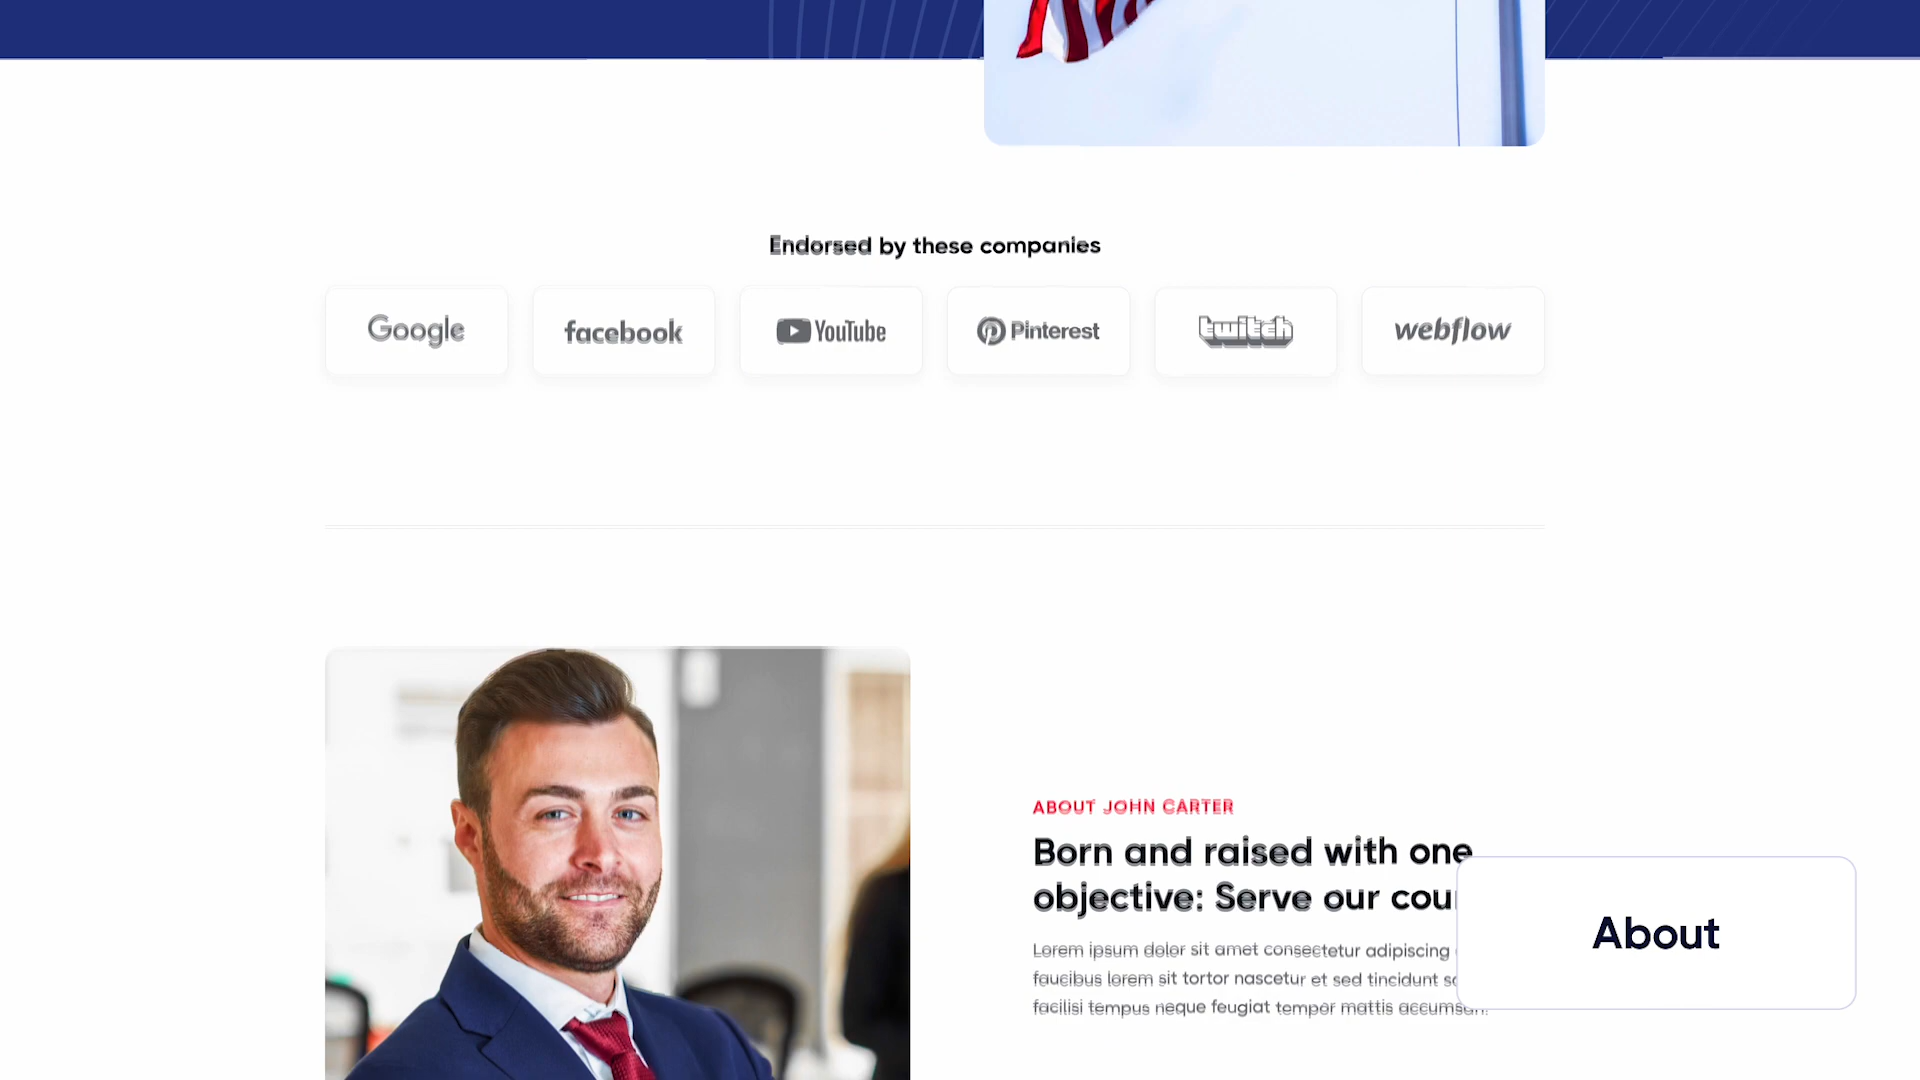 Endorsed by these companies
Google
facebook
YouTube
Pinterest
twitch
webflow
ABOUT JOHN CARTER
Born and raised with one
objective: Serve our cou
Lorem ipsum dolor sit amet consectetur adipiscing
faucibus lorem sit tortor nascetur et sed tincidunt
facilisi tempus neque feugiat tempor mattis accumsan.
About